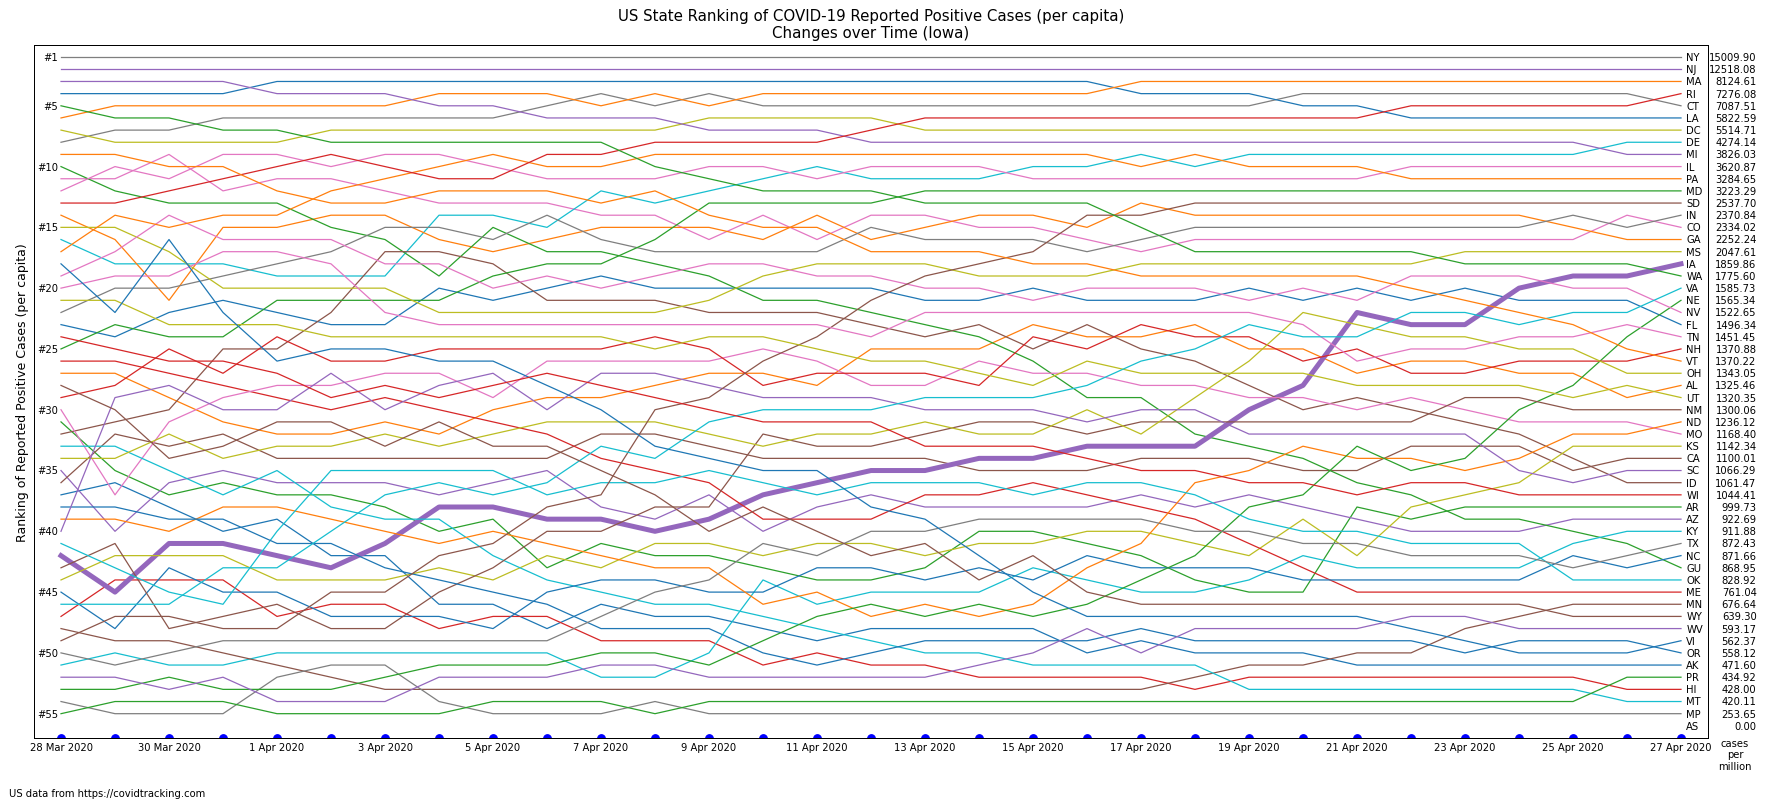 US State Ranking of COVID-19 Reported Positive Cases (per capita)
Changes over Time (Iowa)
Ranking of Reported Positive Cases (per capita)
#1
#5
#10
#15
#20
#25
#30
#35
#40
#45
#50
#55
NY 15009.90
NJ 12518.08
MA 8124.61
RI 7276.08
CT 7087.51
LA 5822.59
DC 5514.71
DE 4274.14
MI 3826.03
IL 3620.87
PA 3284.65
MD 3223.29
SD 2537.70
IN 2370.84
CO 2334.02
GA 2252.24
MS 2047.61
IA 1859.86
WA 1775.60
VA 1585.73
NE 1565.34
NV 1522.65
FL 1496.34
TN 1451.45
NH 1370.88
VT 1370.22
OH 1343.05
AL 1325.46
UT 1320.35
NM 1300.06
ND 1236.12
MO 1168.40
KS 1142.34
CA 1100.01
SC 1066.29
ID 1061.47
WI 1044.41
AR 999.73
AZ 922.69
KY 911.88
TX 872.43
NC 871.66
GU 868.95
OK 828.92
ME 761.04
MN 676.64
WY 639.30
WV 593.17
VI 562.37
OR 558.12
AK 471.60
PR 434.92
HI 428.00
MT 420.11
MP 253.65
AS 0.00
28 Mar 2020 30 Mar 2020 1 Apr 2020 3 Apr 2020 5 Apr 2020 7 Apr 2020 9 Apr 2020 11 Apr 2020 13 Apr 2020 15 Apr 2020 17 Apr 2020 19 Apr 2020 21 Apr 2020 23 Apr 2020 25 Apr 2020 27 Apr 2020
cases
per
million
US data from https://covidtracking.com